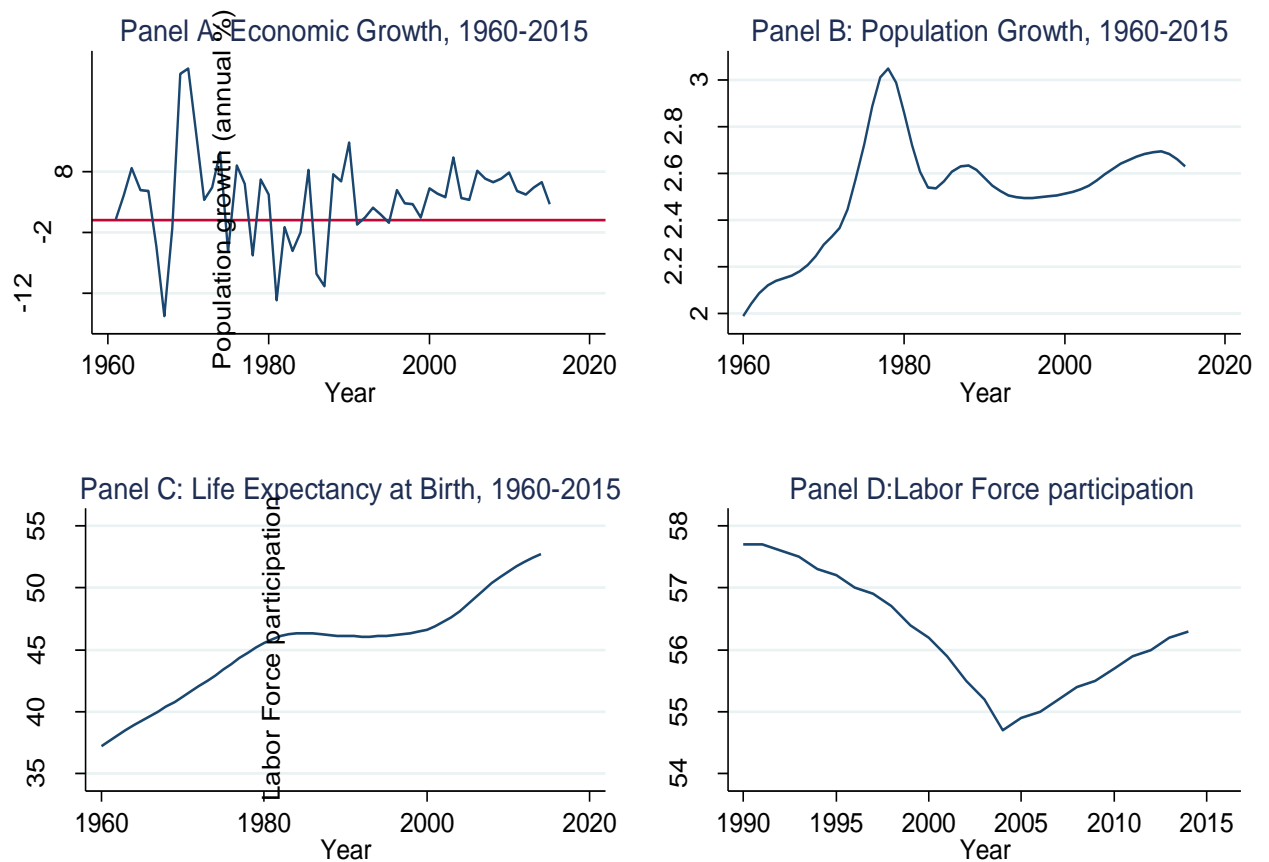 Panel A: Economic Growth, 1960-2015
Population growth (annual %)
8
-2
-12
1960 1980 2000 2020
Year
Panel B: Population Growth, 1960-2015
3
2.8
2.6
2.4
2.2
2
1960 1980 2000 2020
Year
Panel C: Life Expectancy at Birth, 1960-2015
Labor Force participation
55
50
45
40
35
1960 1980 2000 2020
Year
Panel D:Labor Force participation
58
57
56
55
54
1990 1995 2000 2005 2010 2015
Year